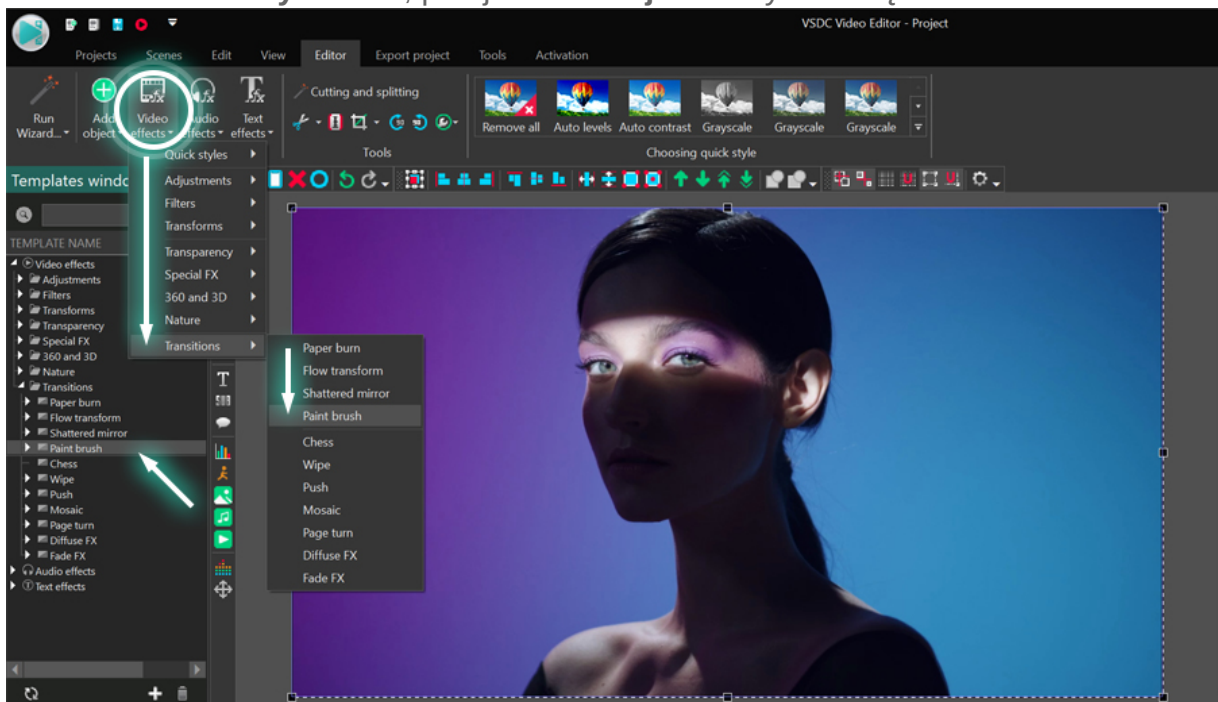 VSDC Video Editor - Project
Projects Scenes Edit View Editor Export project Tools Activation
Run Wizard...
Add object
Video effects
Audio effects
Text effects
Cutting and splitting
Tools
Remove all Auto levels Auto contrast Grayscale Grayscale Grayscale
Choosing quick style
Quick styles
Adjustments
Filters
Transforms
Transparency
Special FX
360 and 3D
Nature
Transitions
Paper burn
Flow transform
Shattered mirror
Paint brush
Chess
Wipe
Push
Mosaic
Page turn
Diffuse FX
Fade FX
Templates
TEMPLATE NAME
Video effects
Adjustments
Filters
Transforms
Transparency
Special FX
360 and 3D
Nature
Transitions
Paper burn
Flow transform
Shattered mirror
Paint brush
Chess
Wipe
Push
Mosaic
Page turn
Diffuse FX
Fade FX
Audio effects
Text effects